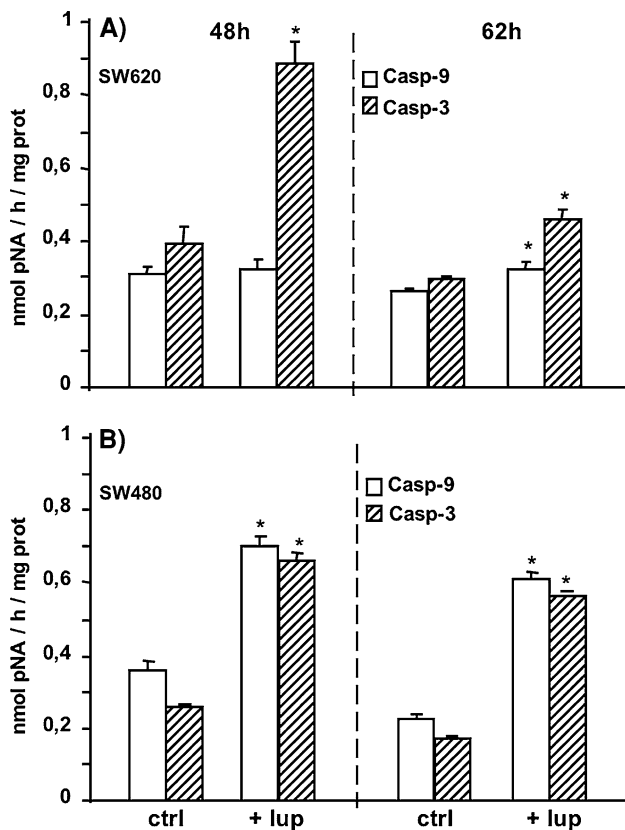 A)
48h
62h
SW620
Casp-9
Casp-3
nmol pNA / h / mg prot
1
0,8
0,6
0,4
0,2
0
*
*
*
B)
SW480
Casp-9
Casp-3
nmol pNA / h / mg prot
1
0,8
0,6
0,4
0,2
0
*
*
*
*
ctrl
+ lup
ctrl
+ lup